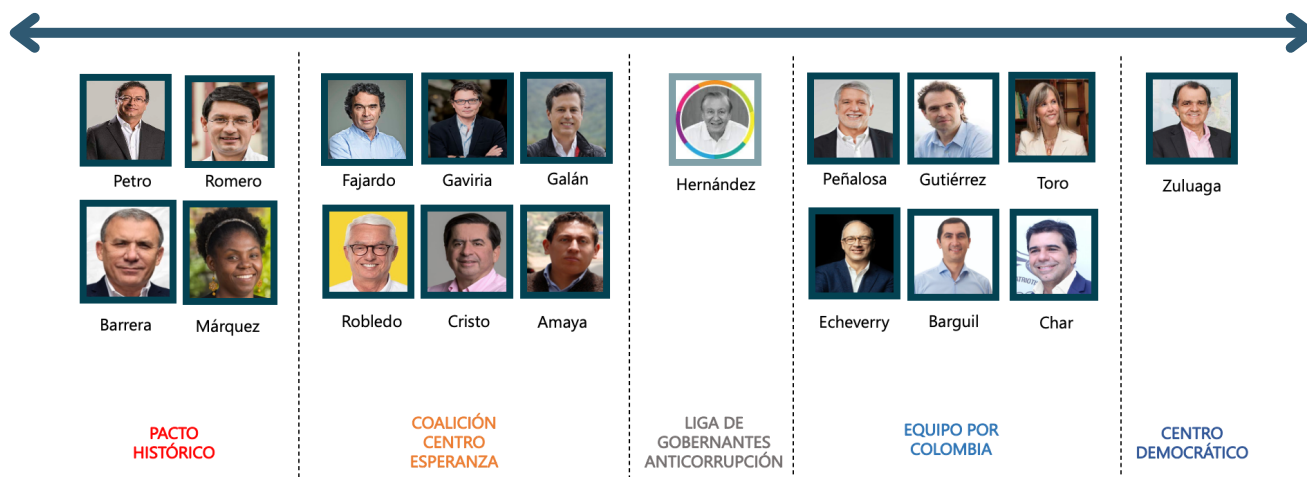 Petro
Romero
Fajardo
Gaviria
Galán
Hernández
Peñalosa
Gutiérrez
Toro
Zuluaga
Barrera
Márquez
Robledo
Cristo
Amaya
Echeverry
Barguil
Char
PACTO
HISTÓRICO
COALICIÓN
CENTRO
ESPERANZA
LIGA DE
GOBERNANTES
ANTICORRUPCIÓN
EQUIPO POR
COLOMBIA
CENTRO
DEMOCRÁTICO